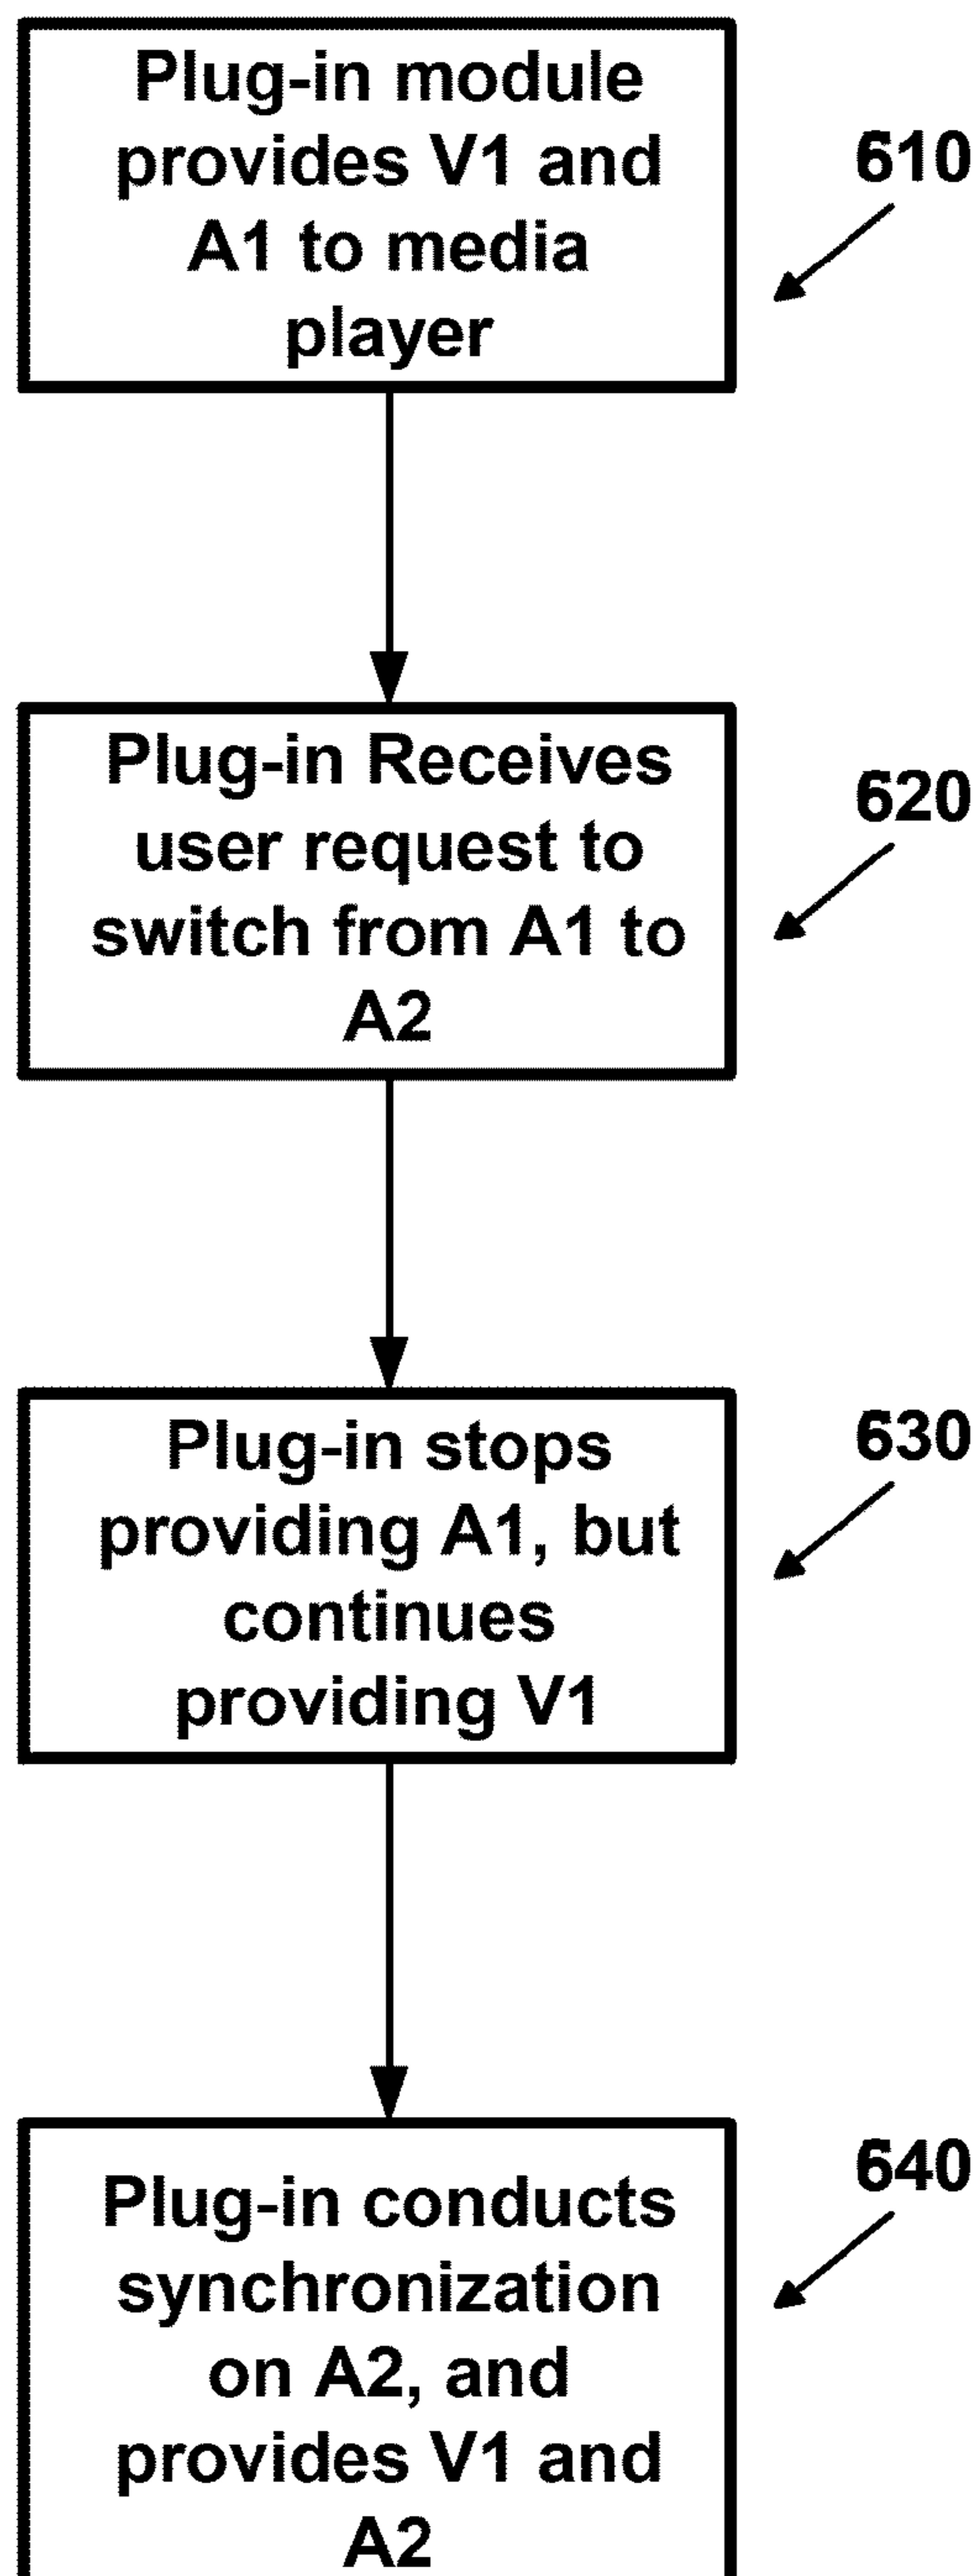 Plug-in module
provides V1 and
A1 to media
player
610
Plug-in Receives
user request to
switch from A1 to
A2
620
Plug-in stops
providing A1, but
continues
providing V1
630
Plug-in conducts
synchronization
on A2, and
provides V1 and
A2
640